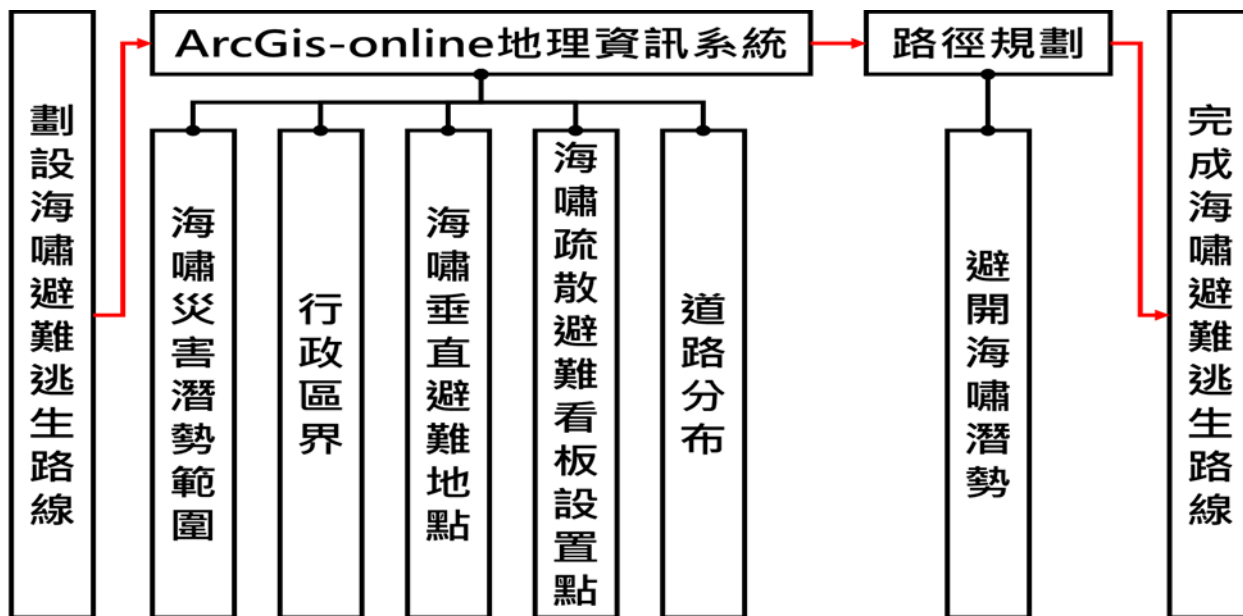 劃設海嘯避難逃生路線
ArcGis-online地理資訊系統
海嘯災害潛勢範圍
行政區界
海嘯垂直避難地點
海嘯疏散避難看板設置點
道路分布
路徑規劃
避開海嘯潛勢
完成海嘯避難逃生路線